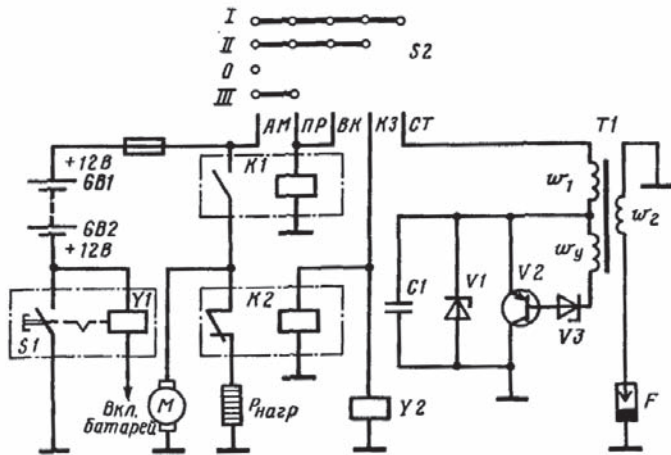 I
II
S2
0
III
АМ ПР ВК КЗ СТ
T1
+12В
GB1
GB2
+12В
K1
w₁
w₂
wу
K2
C1
V1
V2
V3
Y1
S1
Вкл. батарей
М
Рнагр
Y2
F